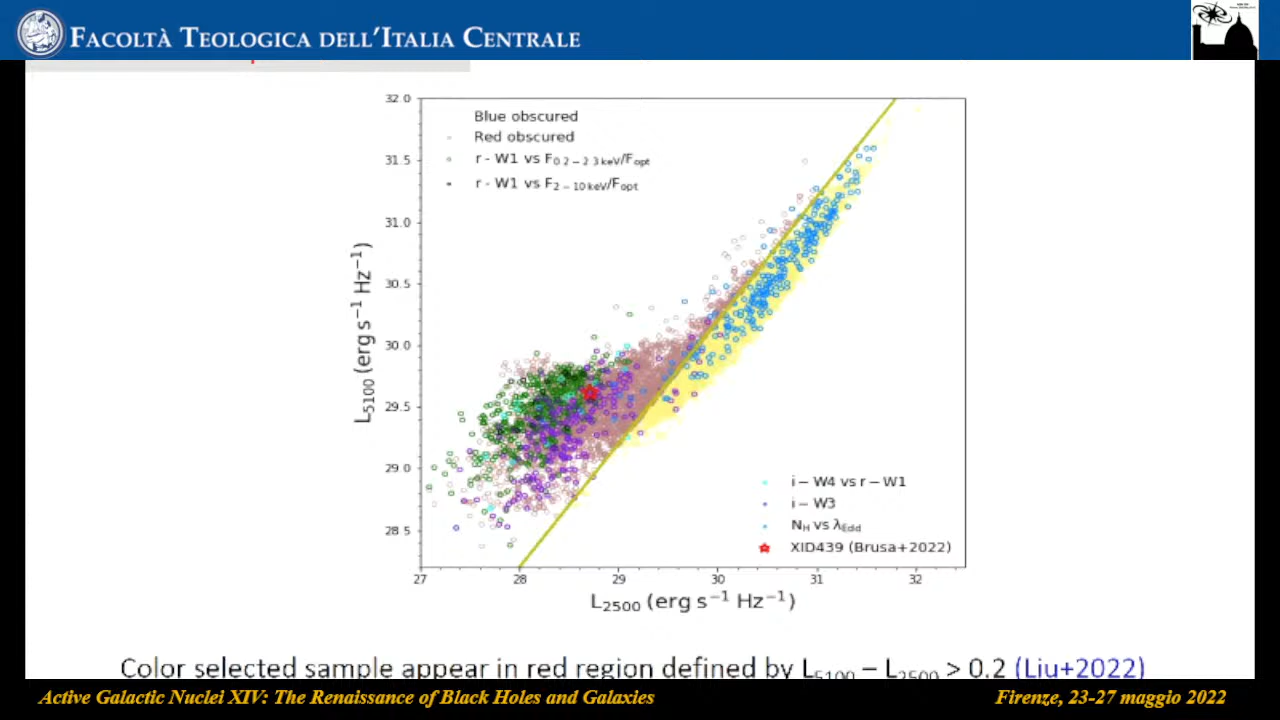 FACOLTÀ TEOLOGICA DELL'ITALIA CENTRALE
32.0
31.5
31.0
30.5
30.0
29.5
29.0
28.5
L5100 (erg s−1 Hz−1)
Blue obscured
Red obscured
r - W1 vs F0.2−2.3 keV/Fopt
r - W1 vs F2−10 keV/Fopt
i − W4 vs r − W1
i − W3
NH vs λEdd
XID439 (Brusa+2022)
27 28 29 30 31 32
L2500 (erg s−1 Hz−1)
Color selected sample appear in red region defined by L5100 – L2500 > 0.2 (Liu+2022)
Active Galactic Nuclei XIV: The Renaissance of Black Holes and Galaxies
Firenze, 23-27 maggio 2022